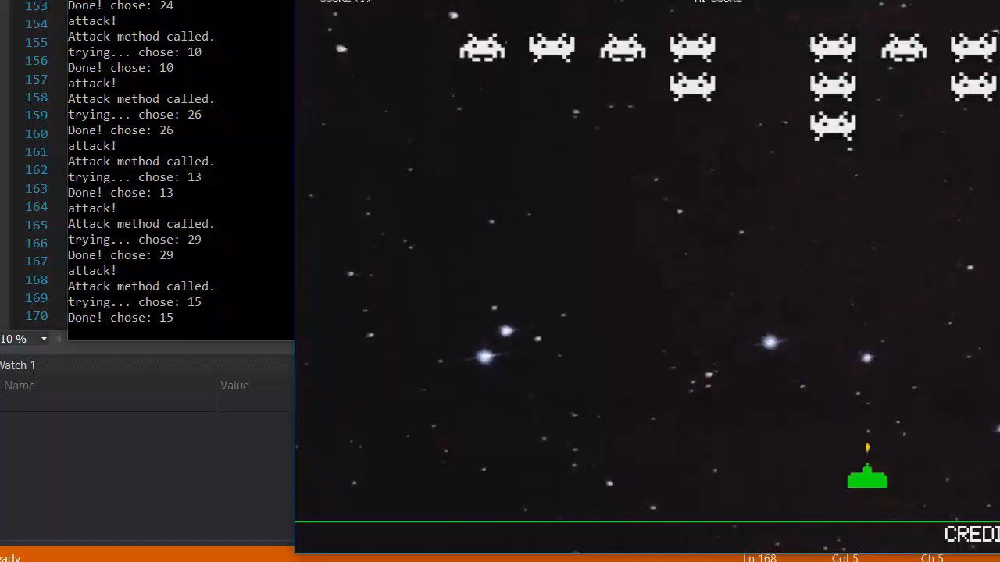 153
154
155
156
157
158
159
160
161
162
163
164
165
166
167
168
169
170
Done! chose: 24
attack!
Attack method called.
trying... chose: 10
Done! chose: 10
attack!
Attack method called.
trying... chose: 26
Done! chose: 26
attack!
Attack method called.
trying... chose: 13
Done! chose: 13
attack!
Attack method called.
trying... chose: 29
Done! chose: 29
attack!
Attack method called.
trying... chose: 15
Done! chose: 15
10 %
Watch 1
Name Value
CREDI
eady
Ln 168 Col 5 Ch 5